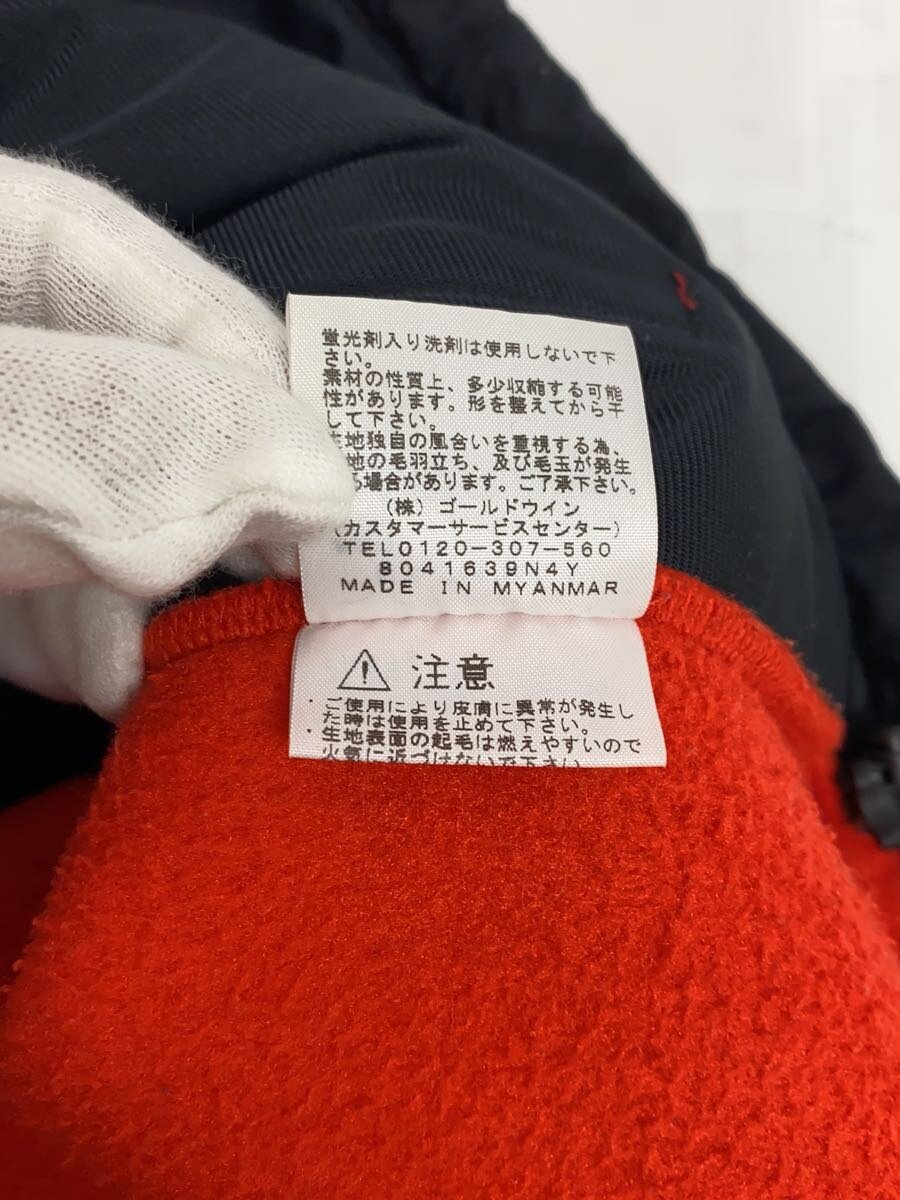 蛍光剤入り洗剤は使用しないで下
さい。
素材の性質上、多少収縮する可能
性があります。形を整えてから干
して下さい。
地独自の風合いを重視する為、
地の毛羽立ち、及び毛玉が発生
る場合があります。ご了承下さい。
(株) ゴールドウイン
(カスタマーサービスセンター)
TEL0120-307-560
8041639N4Y
MADE IN MYANMAR
注意
・ご使用により皮膚に異常が発生し
た時は使用を止めて下さい。
・生地表面の起毛は燃えやすいので
火気に近づけないで下さい